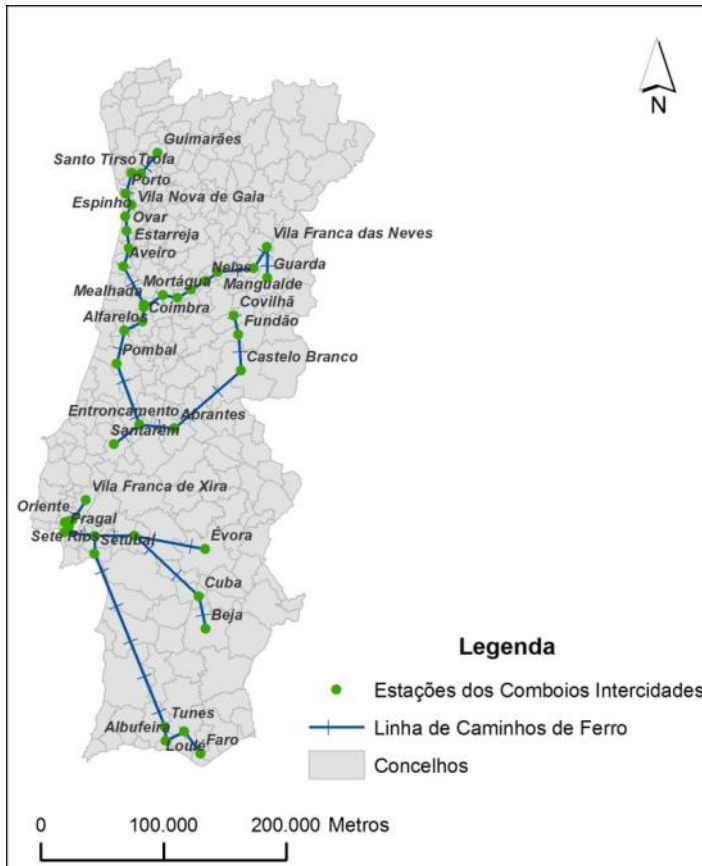 N
Guimarães
Santo Tirso Trofa
Porto
Vila Nova de Gaia
Espinho
Ovar
Estarreja
Aveiro
Vila Franca das Neves
Nelas
Guarda
Mortágua
Mangualde
Mealhada
Coimbra
Covilhã
Alfarelos
Fundão
Pombal
Castelo Branco
Entroncamento
Abrantes
Santarém
Vila Franca de Xira
Oriente
Pragal
Sete Rios
Setubal
Évora
Cuba
Beja
Tunes
Albufeira
Loulé
Faro
Legenda
Estações dos Comboios Intercidades
Linha de Caminhos de Ferro
Concelhos
0 100.000 200.000 Metros